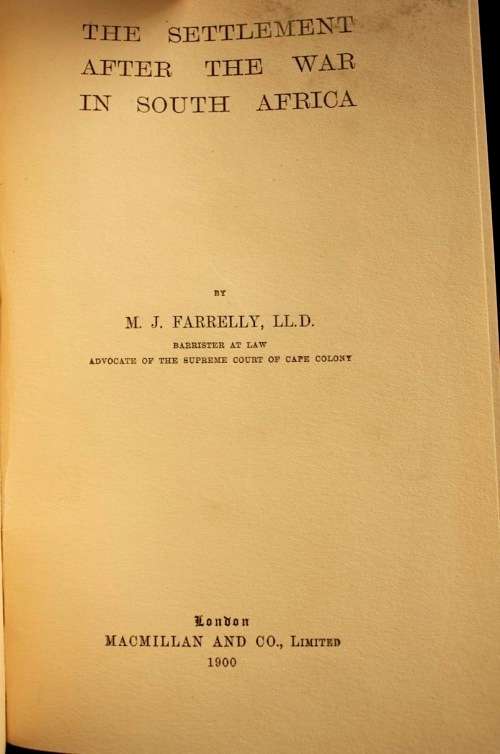 THE SETTLEMENT
AFTER THE WAR
IN SOUTH AFRICA
BY
M. J. FARRELLY, LL.D.
BARRISTER AT LAW
ADVOCATE OF THE SUPREME COURT OF CAPE COLONY
London
MACMILLAN AND CO., LIMITED
1900